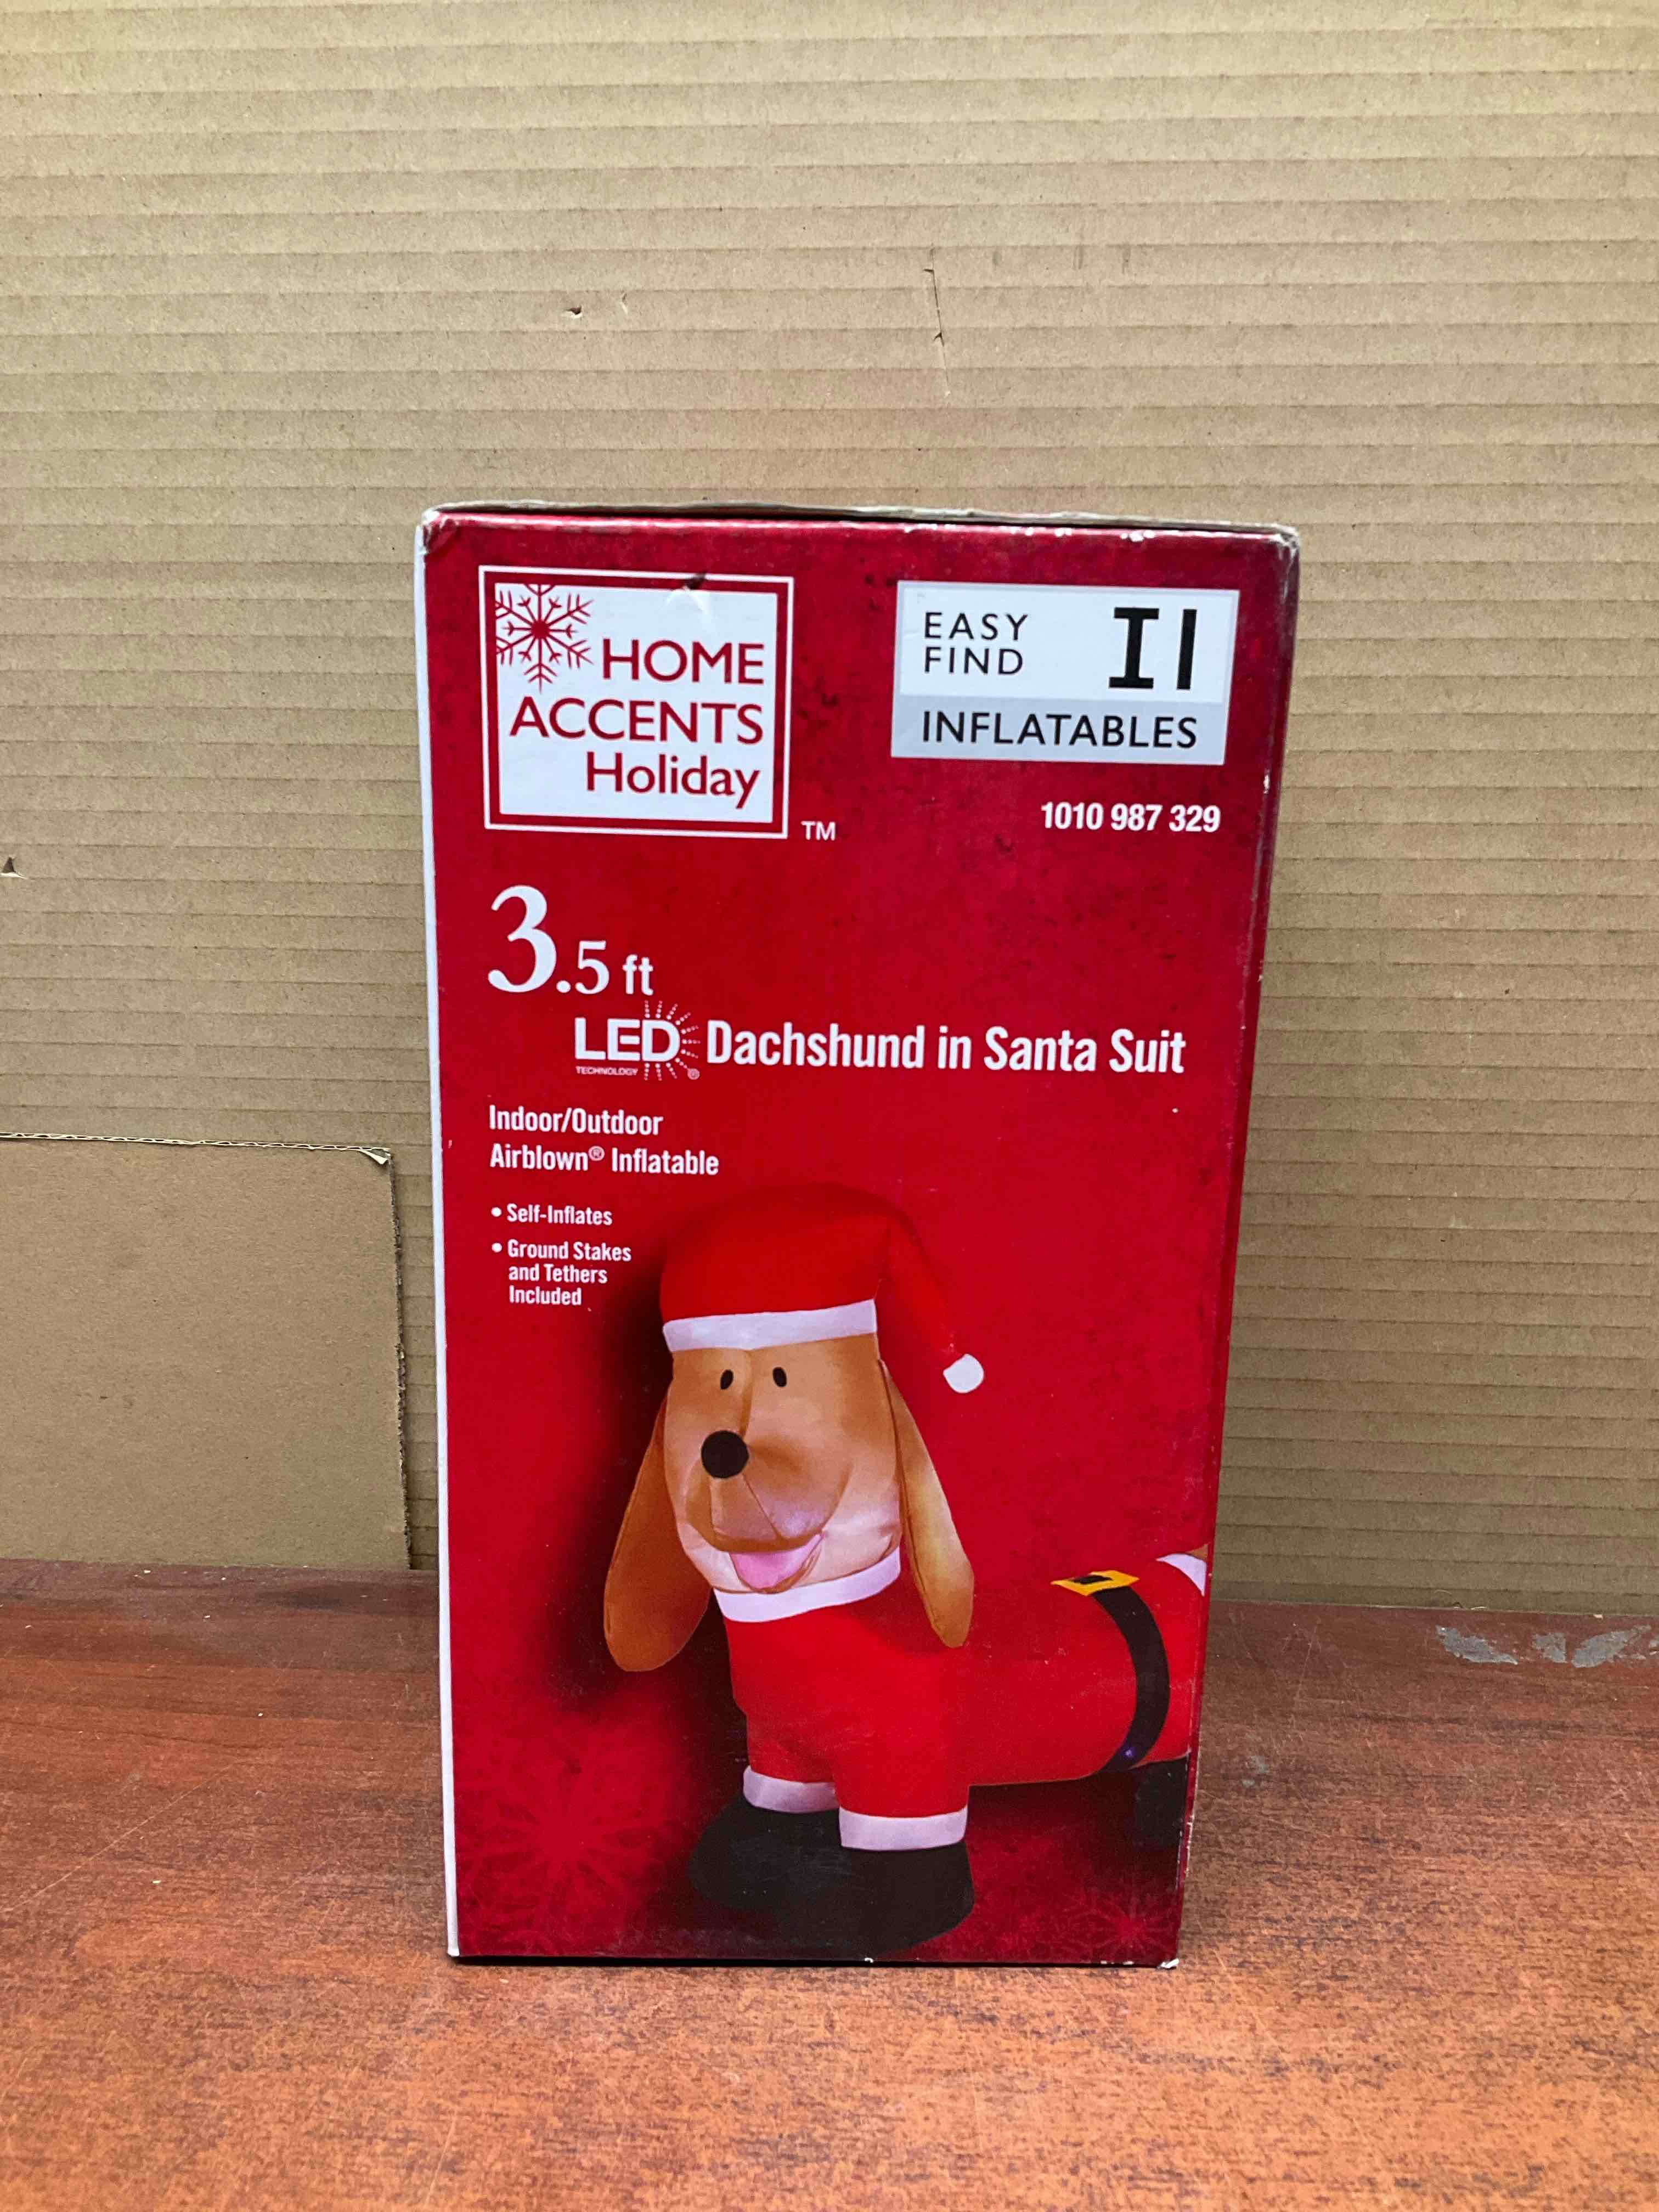 HOME
ACCENTS
Holiday
TM
EASY
FIND
I1
INFLATABLES
1010 987 329
3.5 ft
LED Dachshund in Santa Suit
TECHNOLOGY ®
Indoor/Outdoor
Airblown® Inflatable
• Self-Inflates
• Ground Stakes
and Tethers
Included